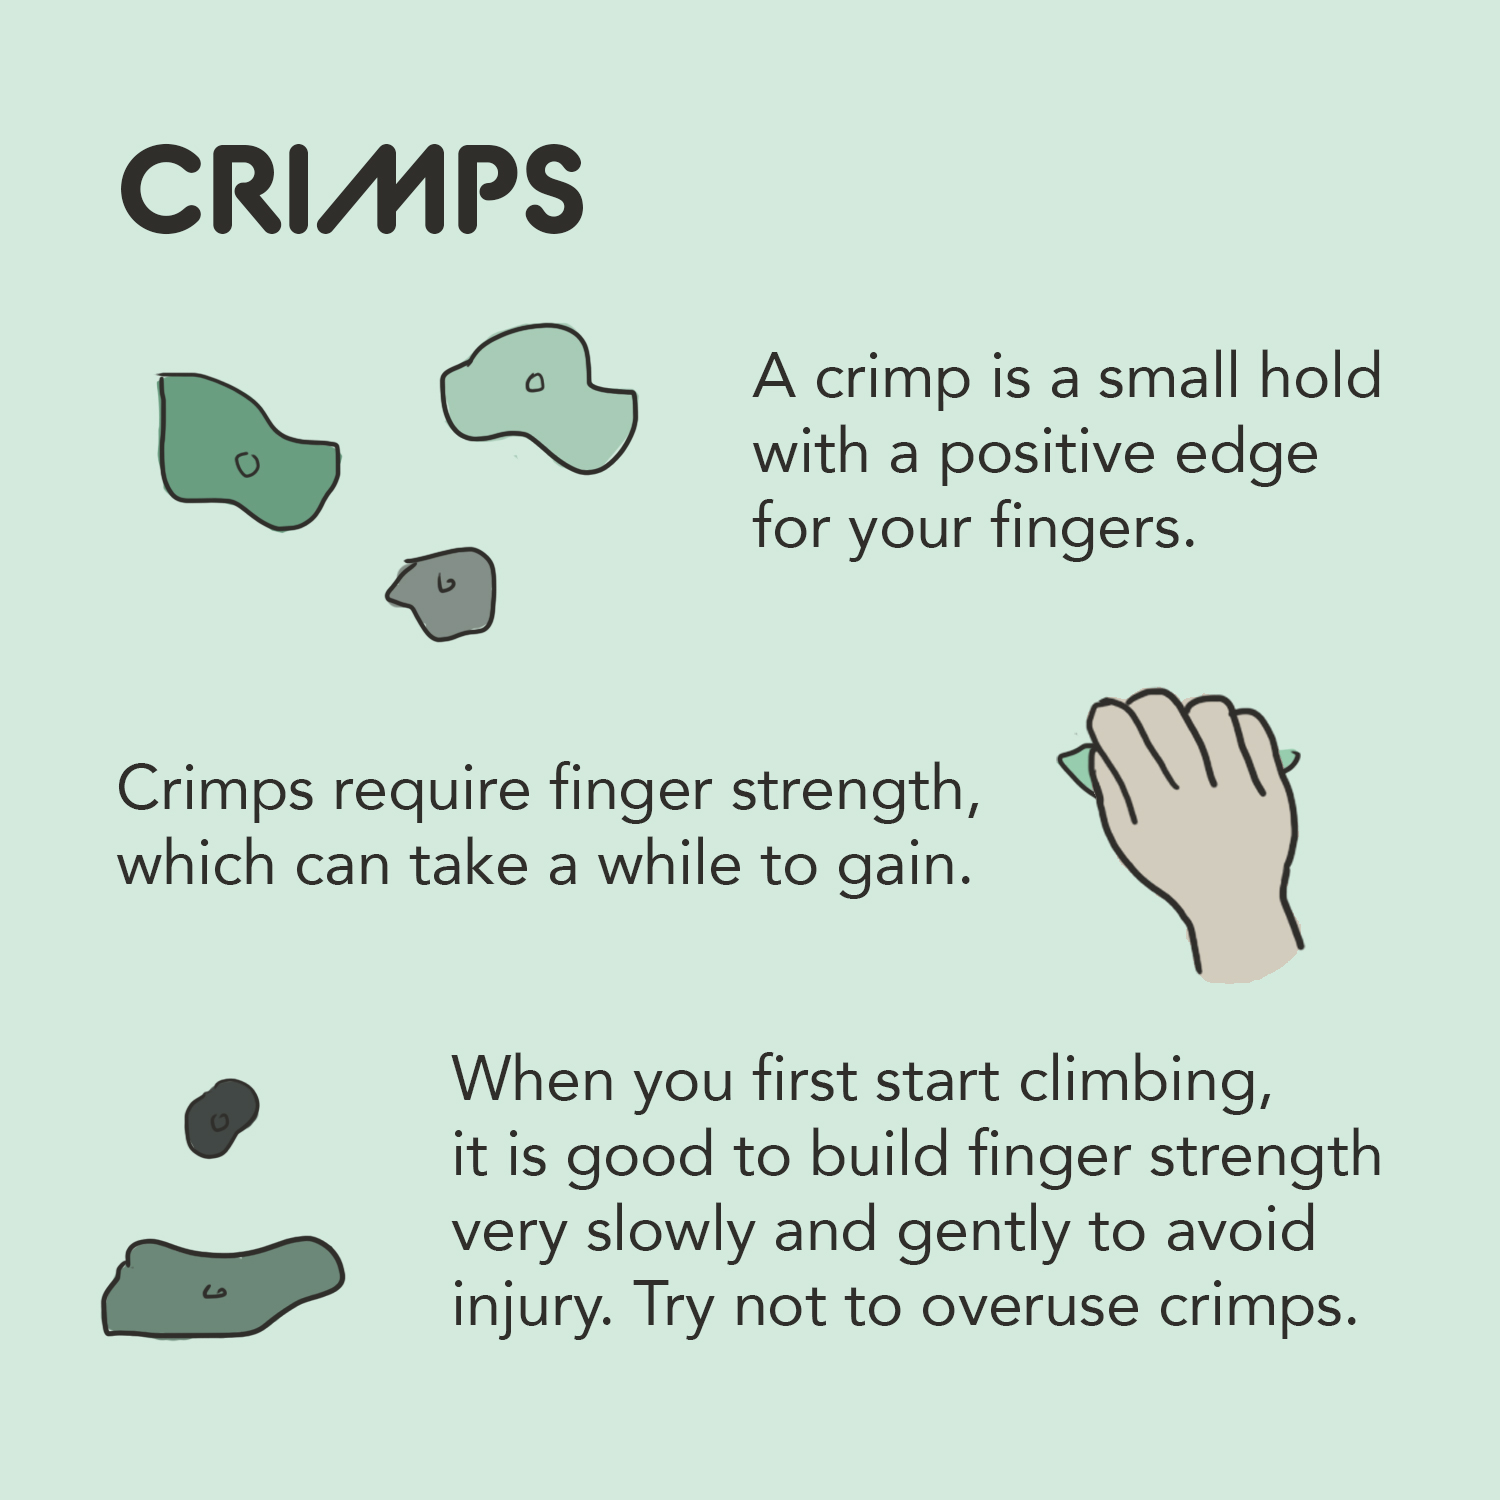 CRIMPS
A crimp is a small hold
with a positive edge
for your fingers.
Crimps require finger strength,
which can take a while to gain.
When you first start climbing,
it is good to build finger strength
very slowly and gently to avoid
injury. Try not to overuse crimps.